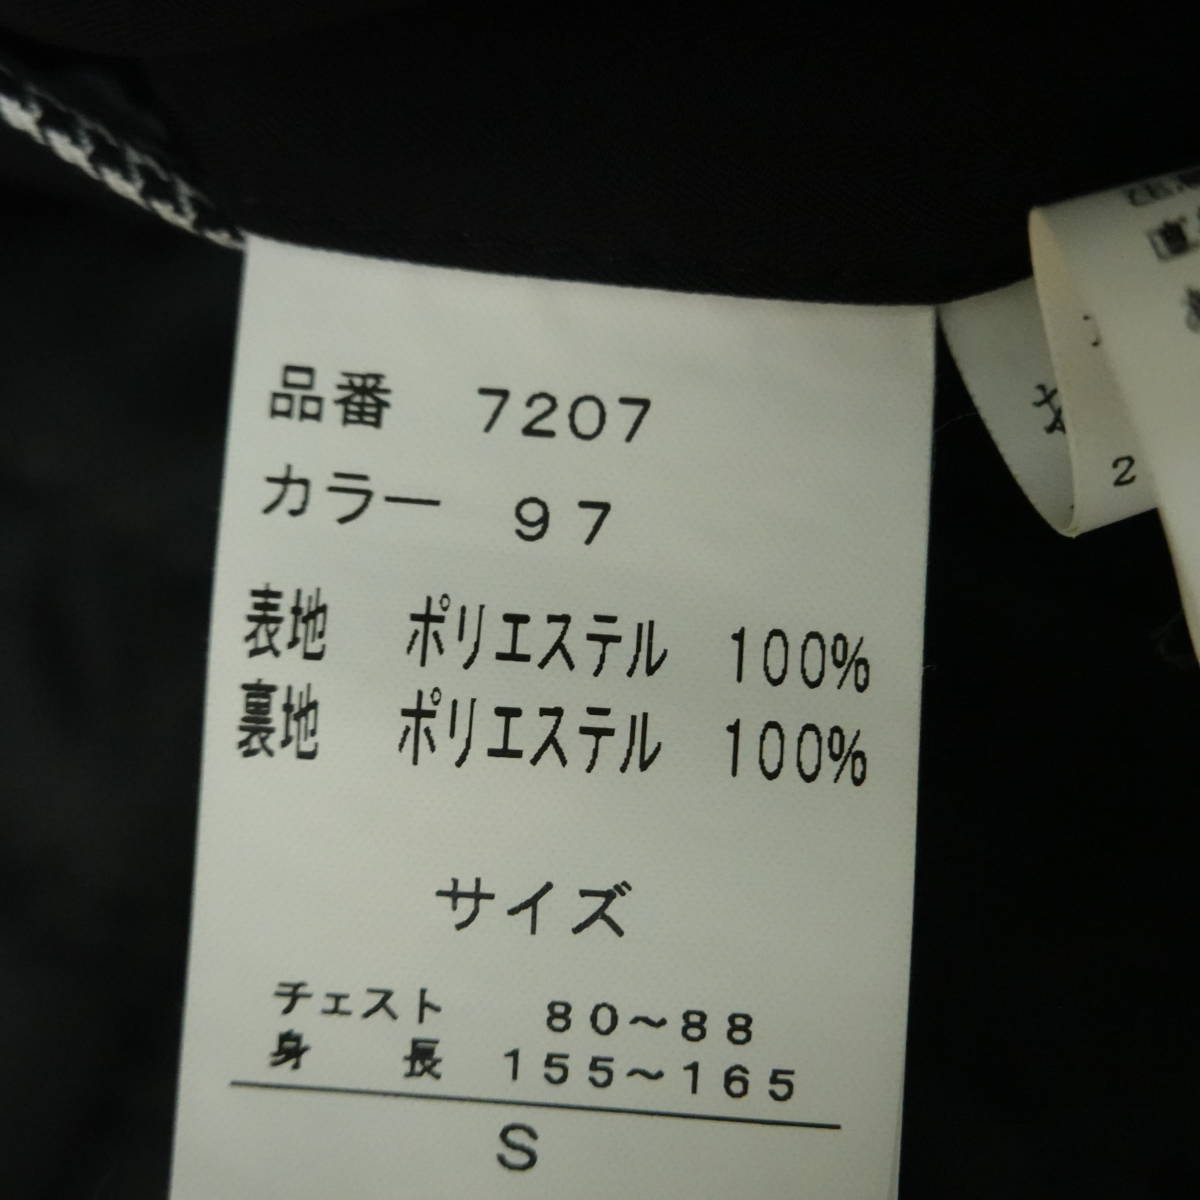 品番 7207
カラー 97
表地 ポリエステル 100%
裏地 ポリエステル 100%
サイズ
チェスト 80～88
身長 155～165
S
2